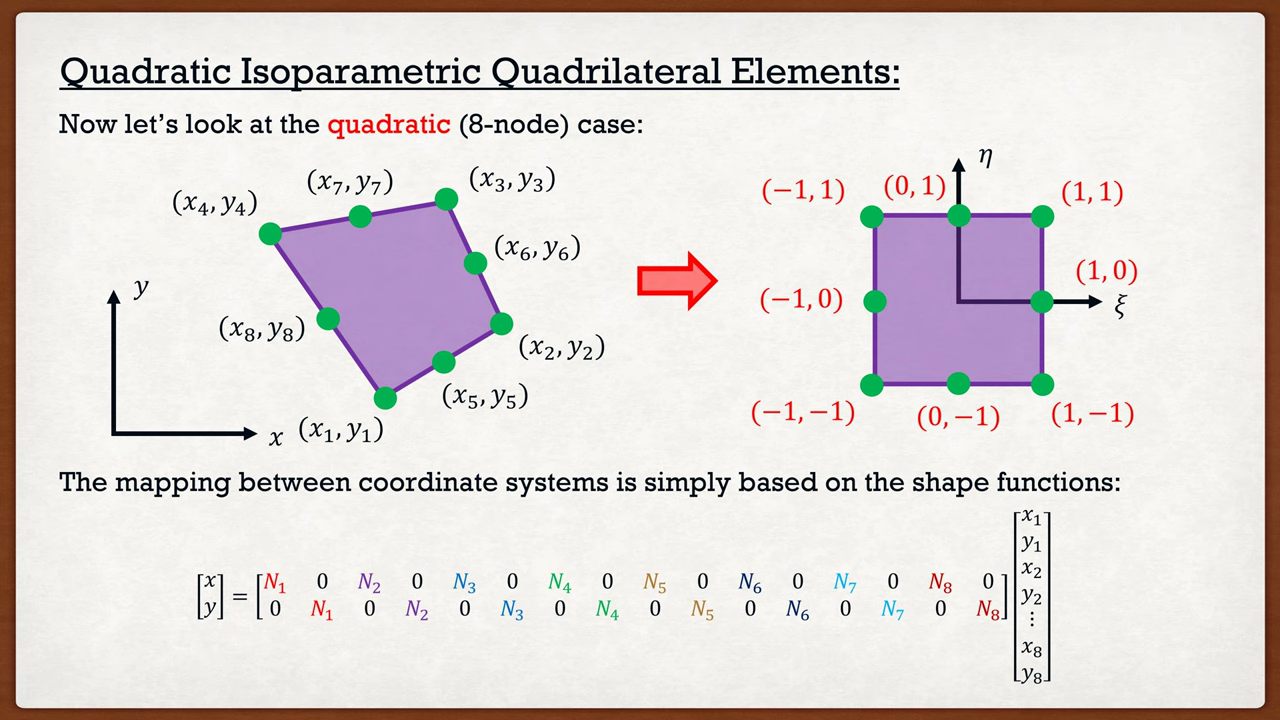 Quadratic Isoparametric Quadrilateral Elements:
Now let's look at the quadratic (8-node) case:
(x₇, y₇)
(x₃, y₃)
(x₄, y₄)
(x₆, y₆)
y
(x₈, y₈)
(x₂, y₂)
(x₅, y₅)
x
(x₁, y₁)
η
(−1, 1)
(0, 1)
(1, 1)
(1, 0)
(−1, 0)
ξ
(−1, −1)
(0, −1)
(1, −1)
The mapping between coordinate systems is simply based on the shape functions:
[x
y] = [N₁ 0 N₂ 0 N₃ 0 N₄ 0 N₅ 0 N₆ 0 N₇ 0 N₈ 0
0 N₁ 0 N₂ 0 N₃ 0 N₄ 0 N₅ 0 N₆ 0 N₇ 0 N₈]
[x₁
y₁
x₂
y₂
⋮
x₈
y₈]